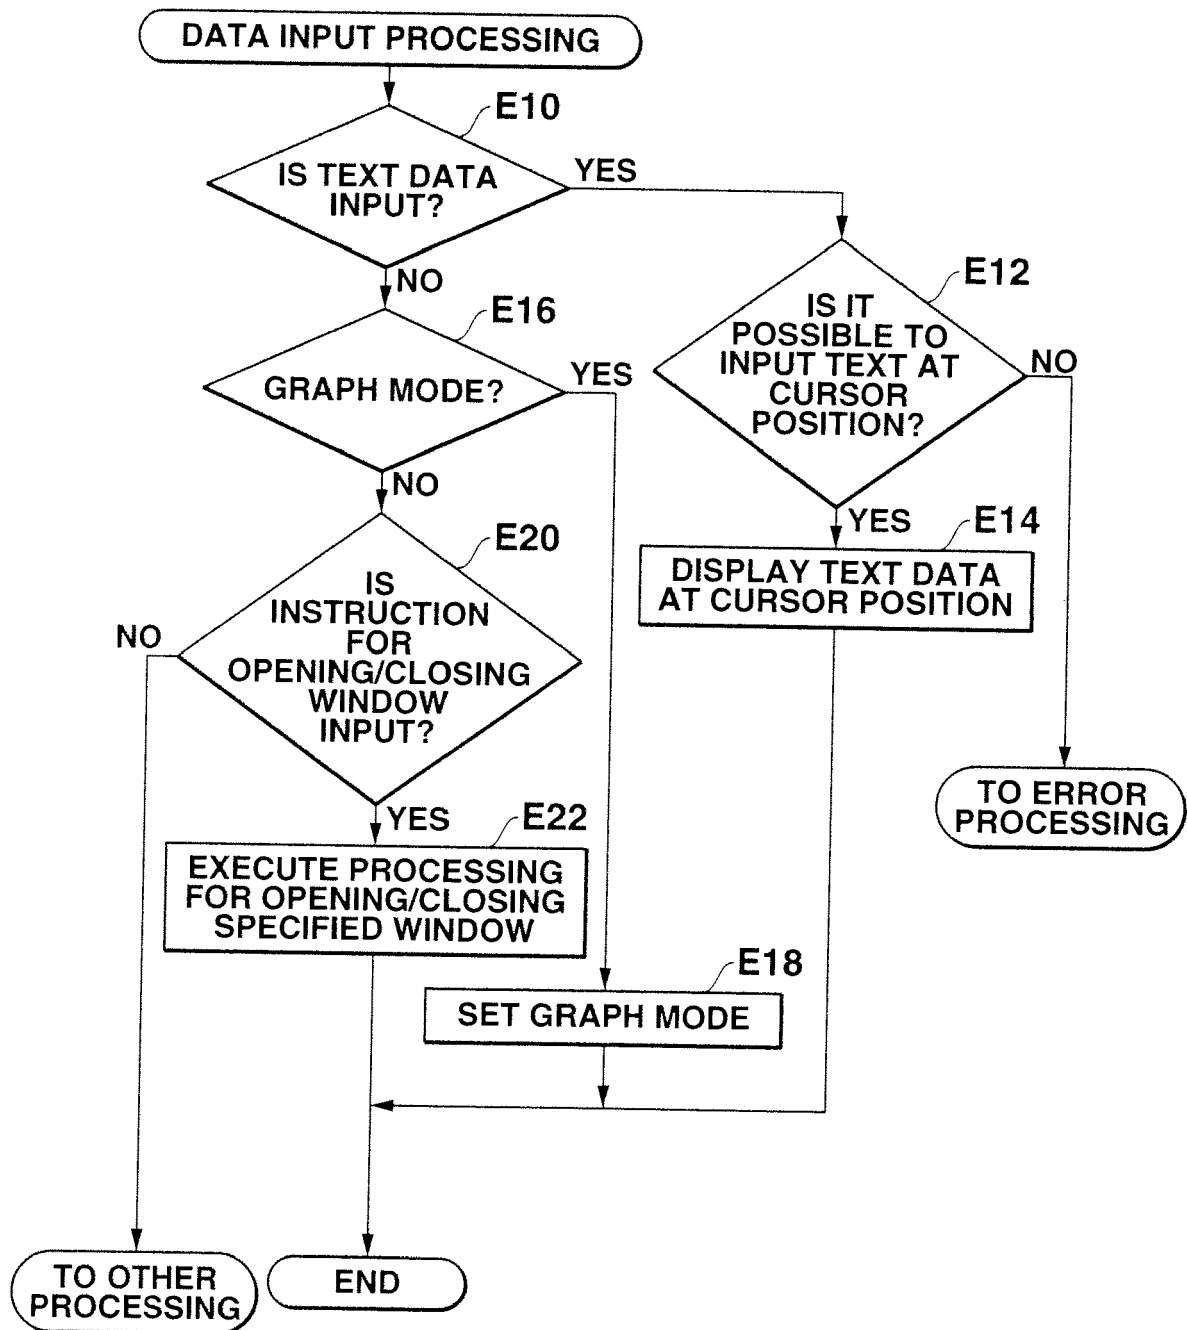 DATA INPUT PROCESSING
E10
IS TEXT DATA
INPUT?
YES
NO
E12
IS IT
POSSIBLE TO
INPUT TEXT AT
CURSOR
POSITION?
NO
E16
GRAPH MODE?
YES
NO
YES
E14
DISPLAY TEXT DATA
AT CURSOR POSITION
E20
IS
INSTRUCTION
FOR
OPENING/CLOSING
WINDOW
INPUT?
NO
YES
TO ERROR
PROCESSING
E22
EXECUTE PROCESSING
FOR OPENING/CLOSING
SPECIFIED WINDOW
E18
SET GRAPH MODE
TO OTHER
PROCESSING
END